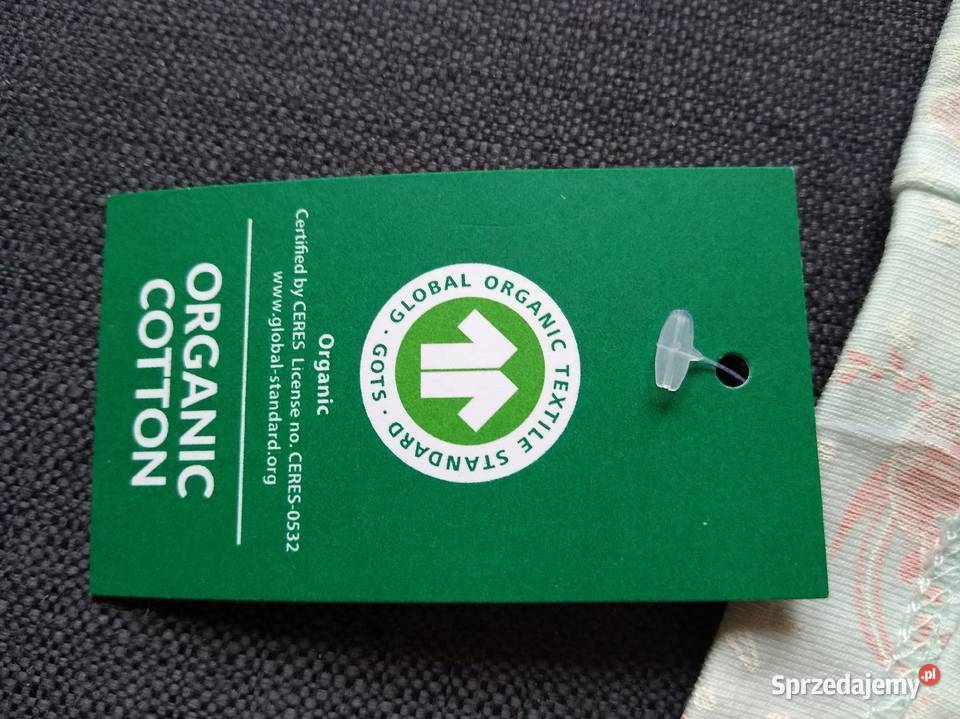 · GLOBAL ORGANIC TEXTILE STANDARD · GOTS
Organic
Certified by CERES License no. CERES-0532
www.global-standard.org
ORGANIC
COTTON
Sprzedajemy.pl